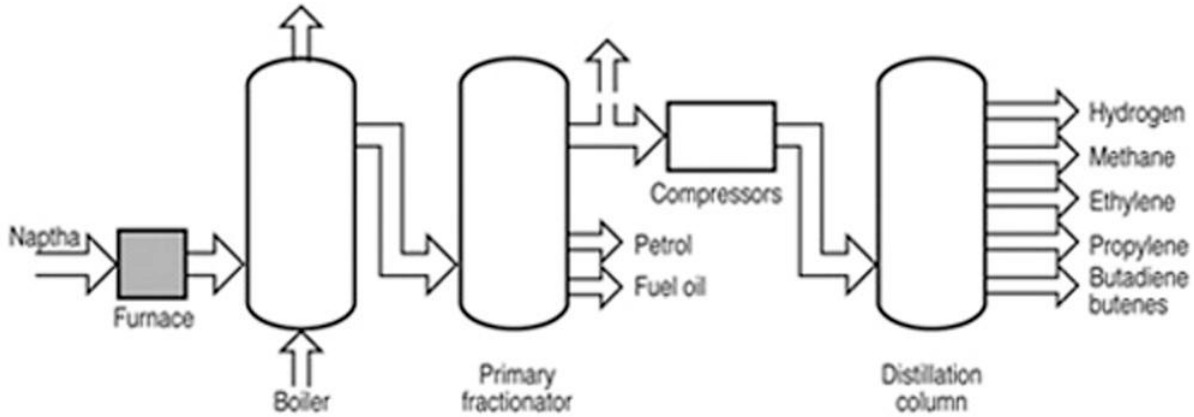 Naptha
Furnace
Boiler
Primary
fractionator
Petrol
Fuel oil
Compressors
Distillation
column
Hydrogen
Methane
Ethylene
Propylene
Butadiene
butenes